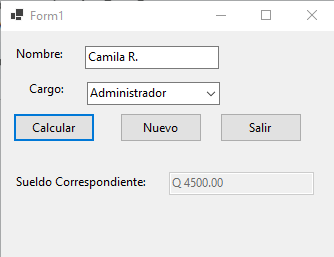 Form1
Nombre: Camila R.
Cargo: Administrador
Calcular Nuevo Salir
Sueldo Correspondiente: Q 4500.00